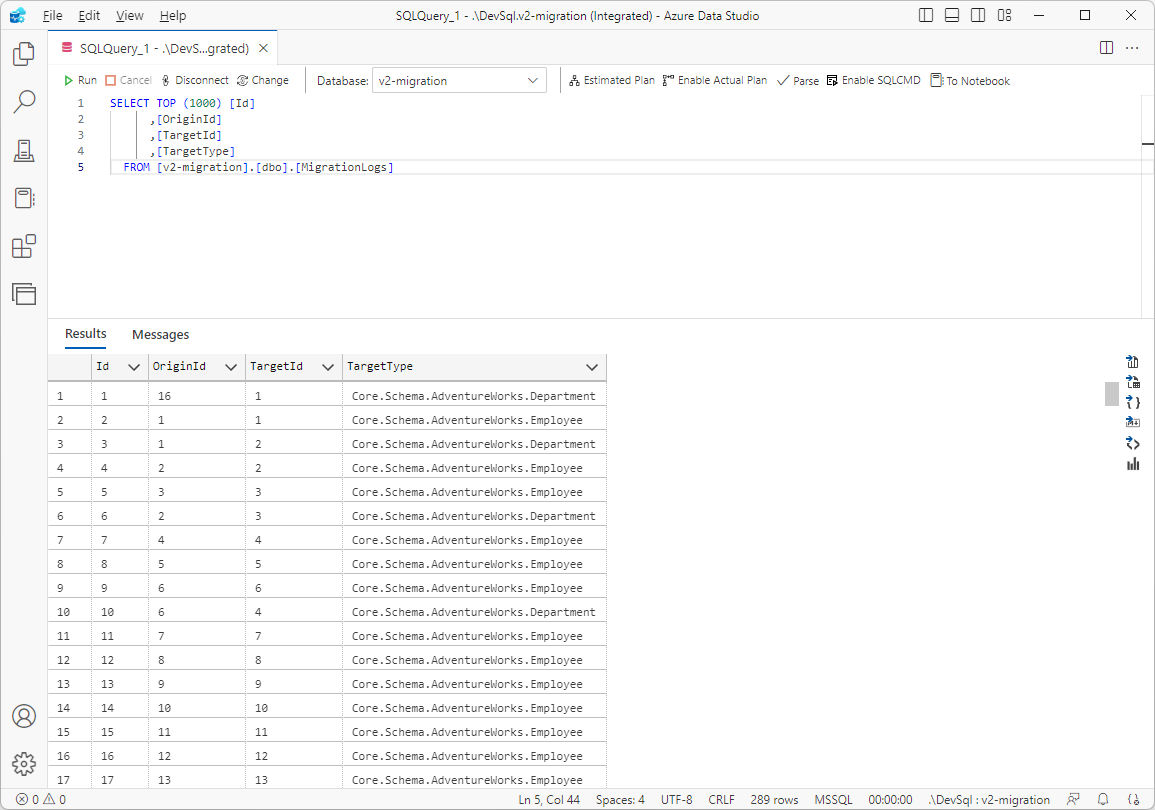 File Edit View Help SQLQuery_1 - .\DevSql.v2-migration (Integrated) - Azure Data Studio
SQLQuery_1 - .\DevS...grated)
Run Cancel Disconnect Change Database: v2-migration Estimated Plan Enable Actual Plan Parse Enable SQLCMD To Notebook
1 SELECT TOP (1000) [Id]
2 ,[OriginId]
3 ,[TargetId]
4 ,[TargetType]
5 FROM [v2-migration].[dbo].[MigrationLogs]
Results Messages
Id OriginId TargetId TargetType
1 1 16 1 Core.Schema.AdventureWorks.Department
2 2 1 1 Core.Schema.AdventureWorks.Employee
3 3 1 2 Core.Schema.AdventureWorks.Department
4 4 2 2 Core.Schema.AdventureWorks.Employee
5 5 3 3 Core.Schema.AdventureWorks.Employee
6 6 2 3 Core.Schema.AdventureWorks.Department
7 7 4 4 Core.Schema.AdventureWorks.Employee
8 8 5 5 Core.Schema.AdventureWorks.Employee
9 9 6 6 Core.Schema.AdventureWorks.Employee
10 10 6 4 Core.Schema.AdventureWorks.Department
11 11 7 7 Core.Schema.AdventureWorks.Employee
12 12 8 8 Core.Schema.AdventureWorks.Employee
13 13 9 9 Core.Schema.AdventureWorks.Employee
14 14 10 10 Core.Schema.AdventureWorks.Employee
15 15 11 11 Core.Schema.AdventureWorks.Employee
16 16 12 12 Core.Schema.AdventureWorks.Employee
17 17 13 13 Core.Schema.AdventureWorks.Employee
0 0 Ln 5, Col 44 Spaces: 4 UTF-8 CRLF 289 rows MSSQL 00:00:00 .\DevSql : v2-migration